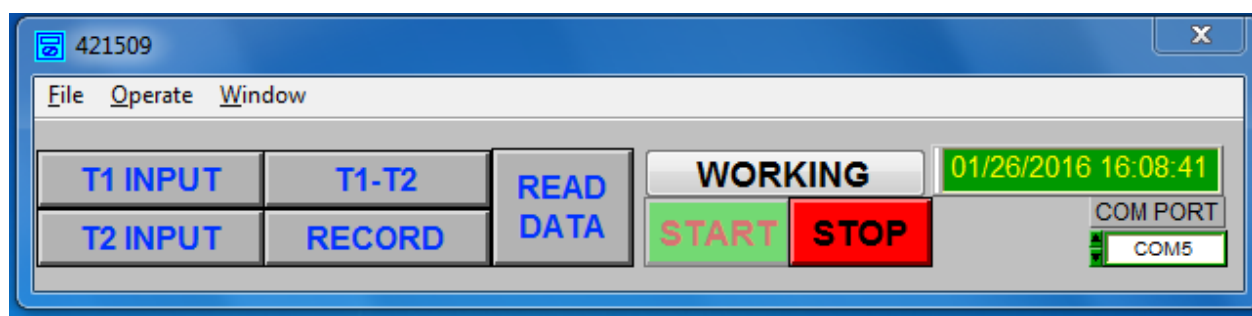 421509
X
File Operate Window
T1 INPUT T1-T2 READ DATA WORKING 01/26/2016 16:08:41
T2 INPUT RECORD START STOP COM PORT
COM5